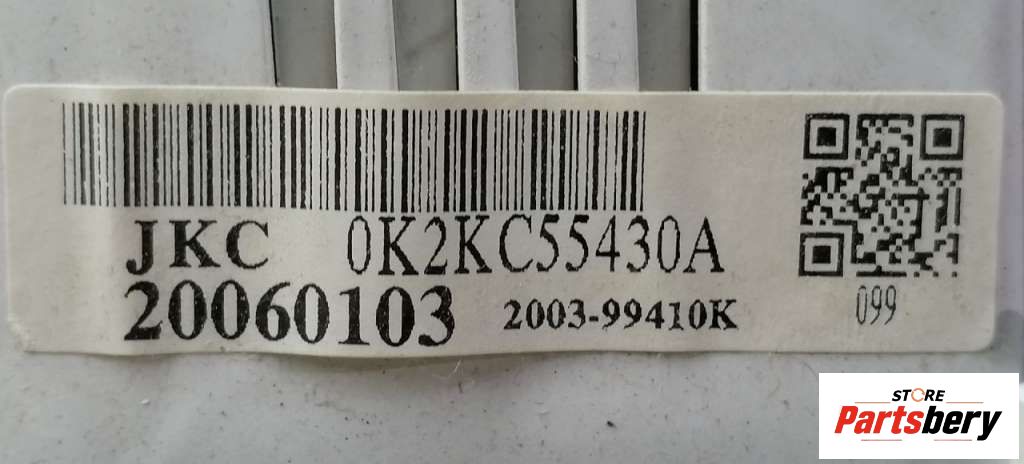 JKC 0K2KC55430A
20060103 2003-99410K
099
STORE
Partsbery